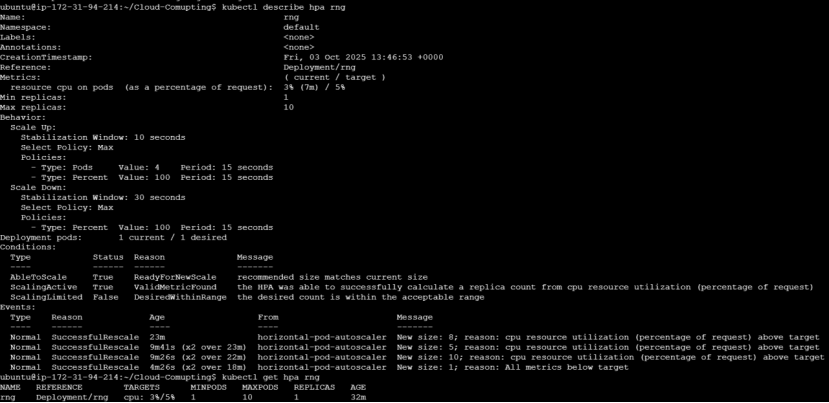 ubuntu@ip-172-31-94-214:~/Cloud-Comupting$ kubectl describe hpa rng
Name:                                                  rng
Namespace:                                             default
Labels:                                                <none>
Annotations:                                           <none>
CreationTimestamp:                                     Fri, 03 Oct 2025 13:46:53 +0000
Reference:                                             Deployment/rng
Metrics:                                               ( current / target )
  resource cpu on pods  (as a percentage of request):  3% (7m) / 5%
Min replicas:                                          1
Max replicas:                                          10
Behavior:
  Scale Up:
    Stabilization Window: 10 seconds
    Select Policy: Max
    Policies:
      - Type: Pods     Value: 4    Period: 15 seconds
      - Type: Percent  Value: 100  Period: 15 seconds
  Scale Down:
    Stabilization Window: 30 seconds
    Select Policy: Max
    Policies:
      - Type: Percent  Value: 100  Period: 15 seconds
Deployment pods:       1 current / 1 desired
Conditions:
  Type            Status  Reason              Message
  ----            ------  ------              -------
  AbleToScale     True    ReadyForNewScale    recommended size matches current size
  ScalingActive   True    ValidMetricFound    the HPA was able to successfully calculate a replica count from cpu resource utilization (percentage of request)
  ScalingLimited  False   DesiredWithinRange  the desired count is within the acceptable range
Events:
  Type    Reason             Age                  From                       Message
  ----    ------             ----                 ----                       -------
  Normal  SuccessfulRescale  23m                  horizontal-pod-autoscaler  New size: 8; reason: cpu resource utilization (percentage of request) above target
  Normal  SuccessfulRescale  9m41s (x2 over 23m)  horizontal-pod-autoscaler  New size: 5; reason: cpu resource utilization (percentage of request) above target
  Normal  SuccessfulRescale  9m26s (x2 over 22m)  horizontal-pod-autoscaler  New size: 10; reason: cpu resource utilization (percentage of request) above target
  Normal  SuccessfulRescale  4m26s (x2 over 18m)  horizontal-pod-autoscaler  New size: 1; reason: All metrics below target
ubuntu@ip-172-31-94-214:~/Cloud-Comupting$ kubectl get hpa rng
NAME   REFERENCE        TARGETS      MINPODS   MAXPODS   REPLICAS   AGE
rng    Deployment/rng   cpu: 3%/5%   1         10        1          32m